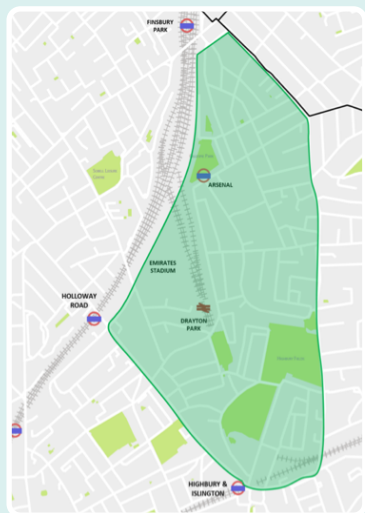 FINSBURY
PARK
ARSENAL
EMIRATES
STADIUM
HOLLOWAY
ROAD
DRAYTON
PARK
HIGHBURY &
ISLINGTON